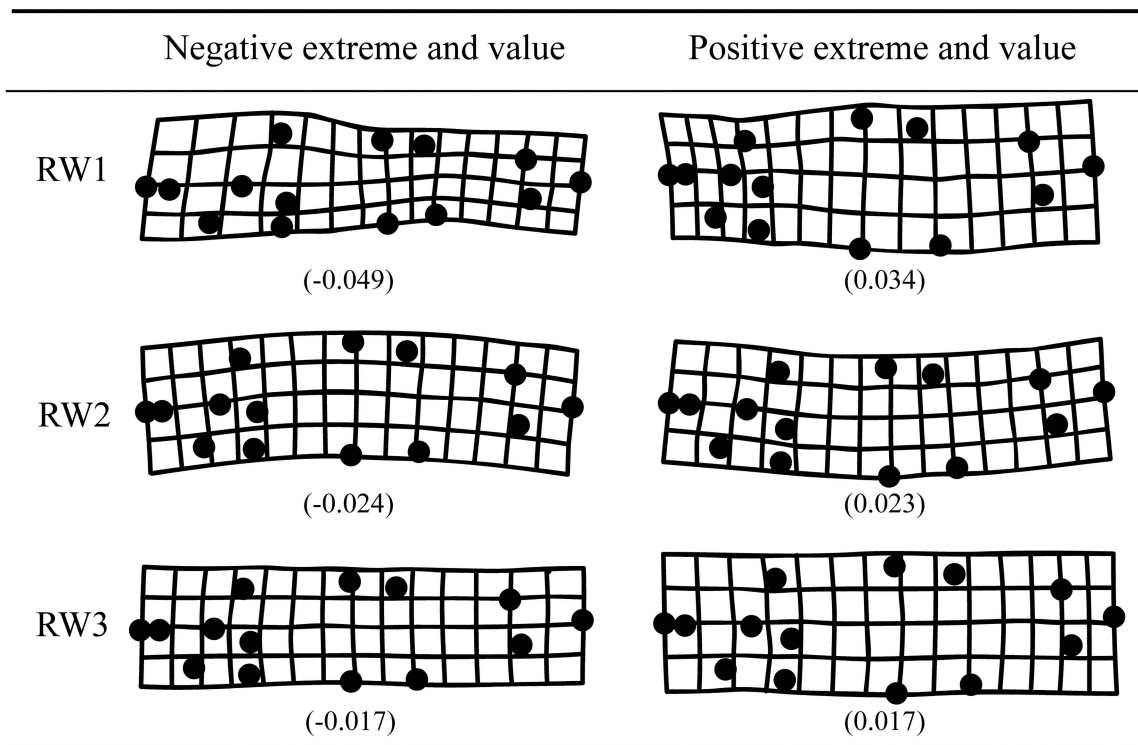 Negative extreme and value Positive extreme and value
RW1
(-0.049) (0.034)
RW2
(-0.024) (0.023)
RW3
(-0.017) (0.017)